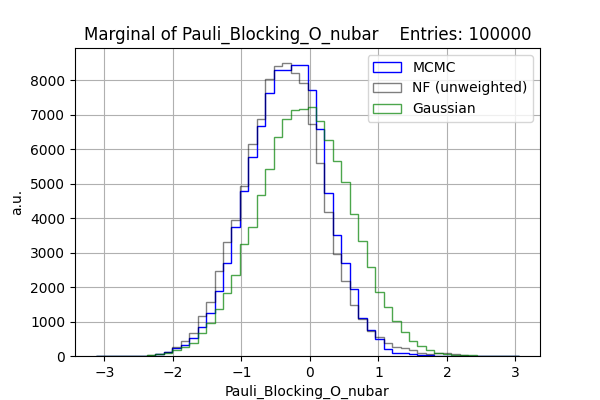 Marginal of Pauli_Blocking_O_nubar    Entries: 100000
MCMC
NF (unweighted)
Gaussian
8000
7000
6000
5000
4000
3000
2000
1000
0
a.u.
−3 −2 −1 0 1 2 3
Pauli_Blocking_O_nubar